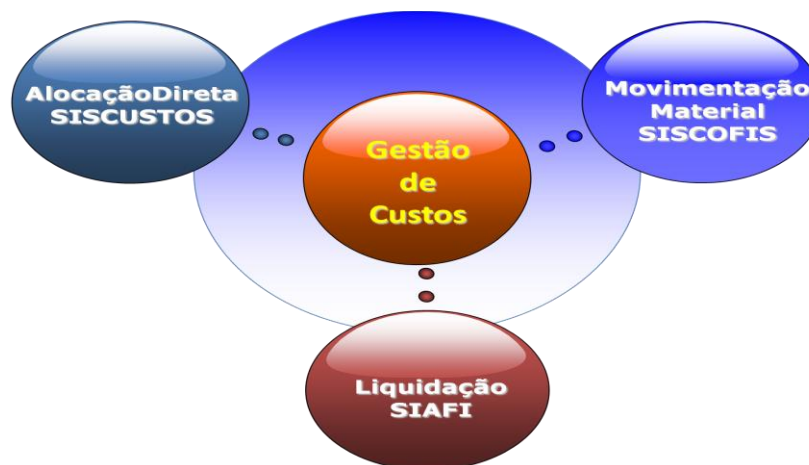 AlocaçãoDireta
SISCUSTOS
Movimentação
Material
SISCOFIS
Gestão
de
Custos
Liquidação
SIAFI